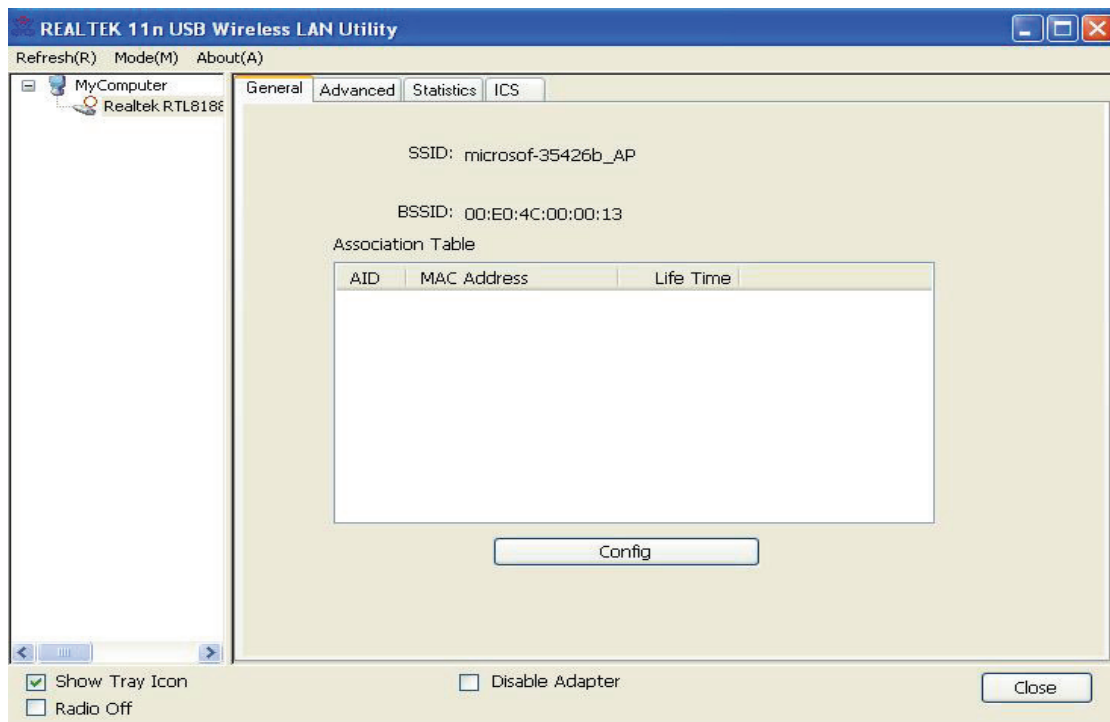 REALTEK 11n USB Wireless LAN Utility
Refresh(R) Mode(M) About(A)
MyComputer
Realtek RTL8188
General Advanced Statistics ICS
SSID: microsof-35426b_AP
BSSID: 00:E0:4C:00:00:13
Association Table
AID MAC Address Life Time
Config
Show Tray Icon
Disable Adapter
Radio Off
Close